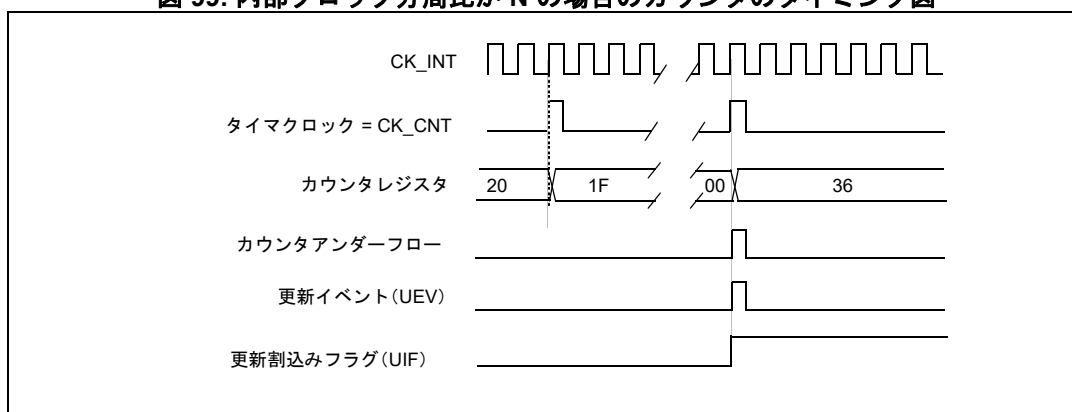 図 99. 内部クロック分周比が N の場合のカウンタのタイミング図
CK_INT
タイマクロック = CK_CNT
カウンタレジスタ
20
1F
00
36
カウンタアンダーフロー
更新イベント(UEV)
更新割込みフラグ(UIF)